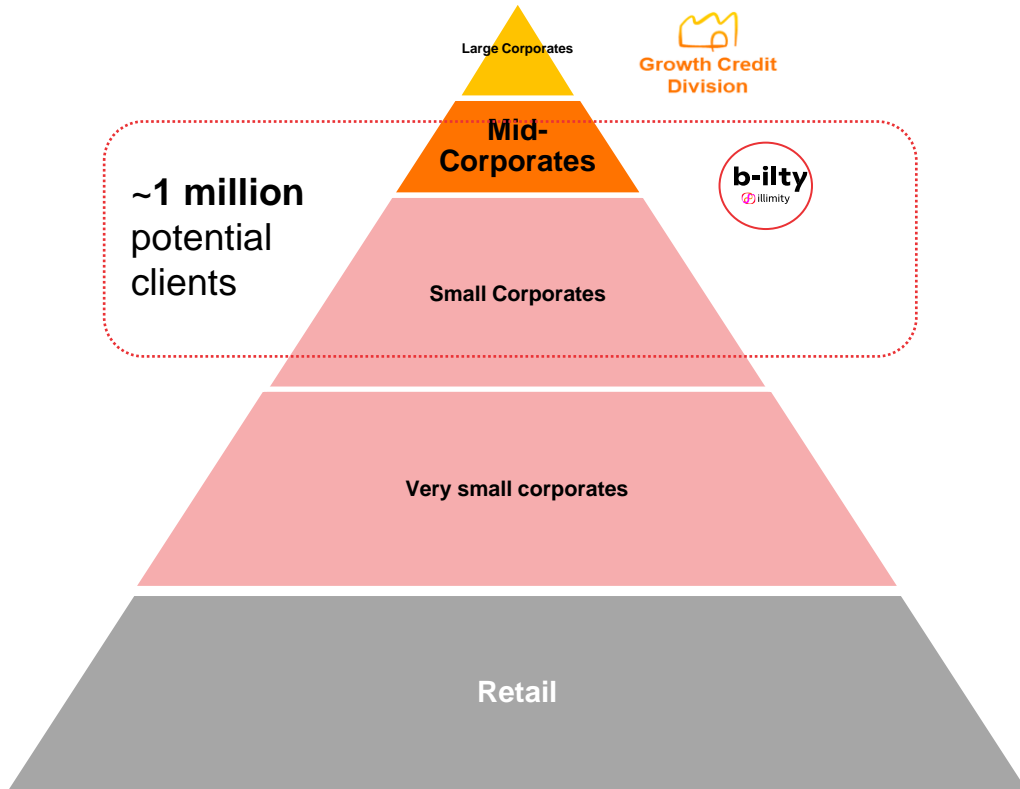 Large Corporates
Growth Credit
Division
Mid-
Corporates
~1 million
potential
clients
b-ilty
illimity
Small Corporates
Very small corporates
Retail